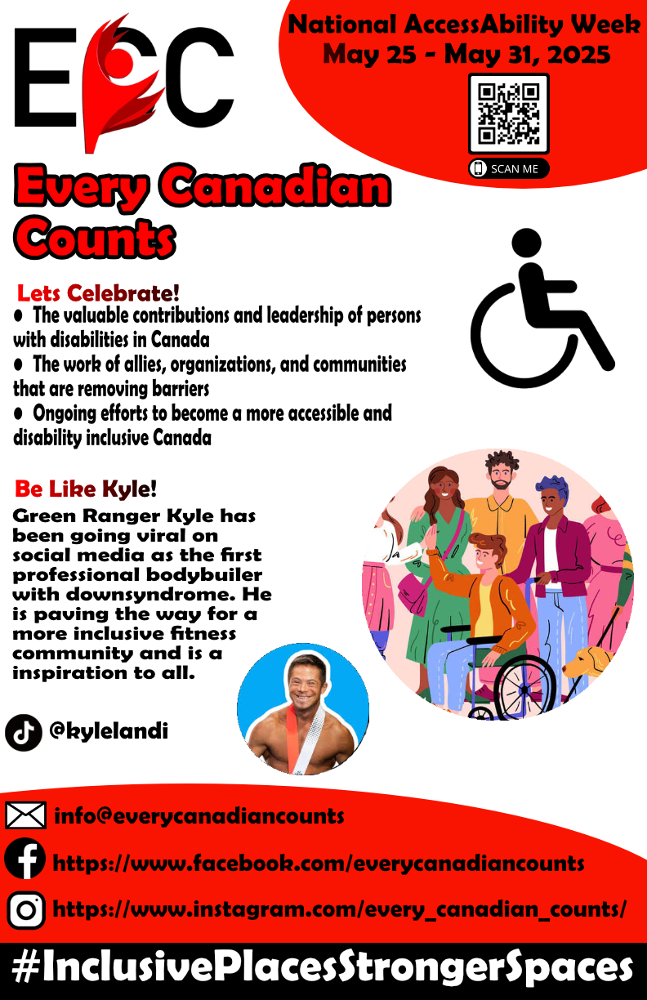 ECC
National AccessAbility Week
May 25 - May 31, 2025
SCAN ME
Every Canadian
Counts
Lets Celebrate!
• The valuable contributions and leadership of persons
with disabilities in Canada
• The work of allies, organizations, and communities
that are removing barriers
• Ongoing efforts to become a more accessible and
disability inclusive Canada
Be Like Kyle!
Green Ranger Kyle has
been going viral on
social media as the first
professional bodybuiler
with downsyndrome. He
is paving the way for a
more inclusive fitness
community and is a
inspiration to all.
@kylelandi
info@everycanadiancounts
https://www.facebook.com/everycanadiancounts
https://www.instagram.com/every_canadian_counts/
#InclusivePlacesStrongerSpaces